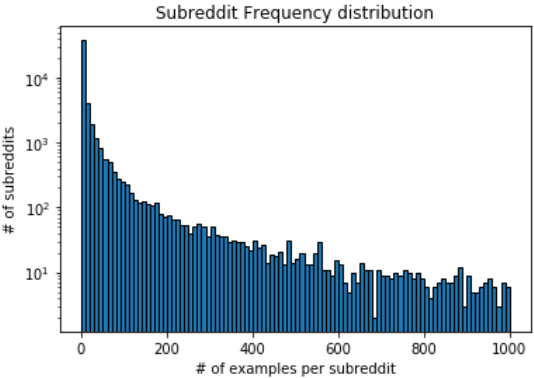 Subreddit Frequency distribution
10⁴
10³
10²
10¹
# of subreddits
0 200 400 600 800 1000
# of examples per subreddit